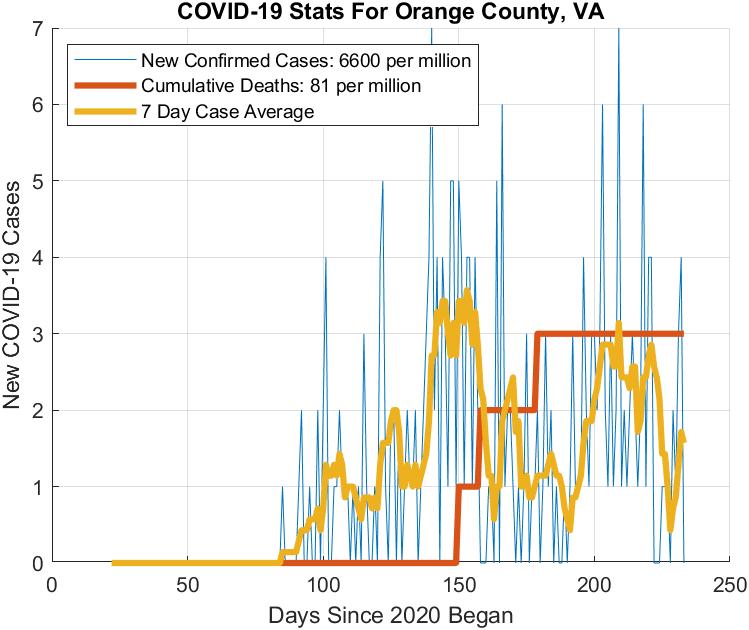 COVID-19 Stats For Orange County, VA
New Confirmed Cases: 6600 per million
Cumulative Deaths: 81 per million
7 Day Case Average
New COVID-19 Cases
7
6
5
4
3
2
1
0
0 50 100 150 200 250
Days Since 2020 Began